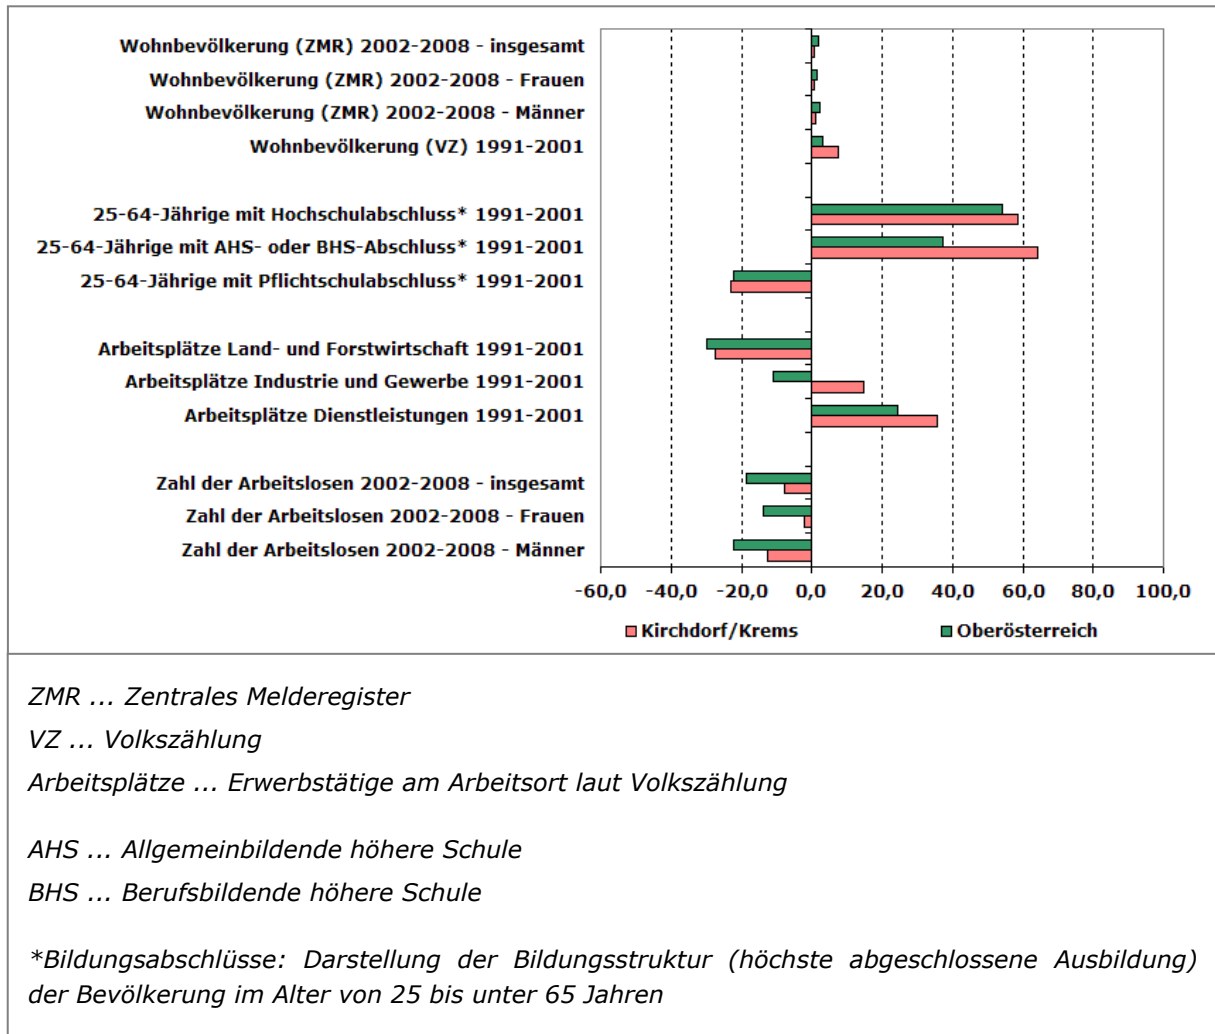 Wohnbevölkerung (ZMR) 2002-2008 - insgesamt
Wohnbevölkerung (ZMR) 2002-2008 - Frauen
Wohnbevölkerung (ZMR) 2002-2008 - Männer
Wohnbevölkerung (VZ) 1991-2001
25-64-Jährige mit Hochschulabschluss* 1991-2001
25-64-Jährige mit AHS- oder BHS-Abschluss* 1991-2001
25-64-Jährige mit Pflichtschulabschluss* 1991-2001
Arbeitsplätze Land- und Forstwirtschaft 1991-2001
Arbeitsplätze Industrie und Gewerbe 1991-2001
Arbeitsplätze Dienstleistungen 1991-2001
Zahl der Arbeitslosen 2002-2008 - insgesamt
Zahl der Arbeitslosen 2002-2008 - Frauen
Zahl der Arbeitslosen 2002-2008 - Männer
-60,0 -40,0 -20,0 0,0 20,0 40,0 60,0 80,0 100,0
Kirchdorf/Krems Oberösterreich
ZMR ... Zentrales Melderegister
VZ ... Volkszählung
Arbeitsplätze ... Erwerbstätige am Arbeitsort laut Volkszählung
AHS ... Allgemeinbildende höhere Schule
BHS ... Berufsbildende höhere Schule
*Bildungsabschlüsse: Darstellung der Bildungsstruktur (höchste abgeschlossene Ausbildung)
der Bevölkerung im Alter von 25 bis unter 65 Jahren